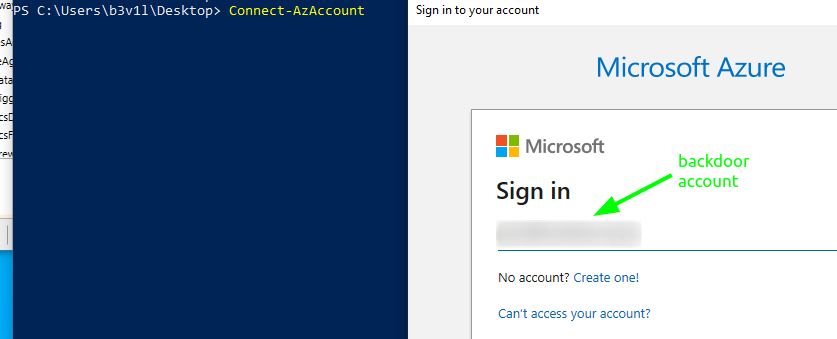 PS C:\Users\b3v1l\Desktop> Connect-AzAccount
Sign in to your account
Microsoft Azure
Microsoft
backdoor
account
Sign in
No account? Create one!
Can't access your account?